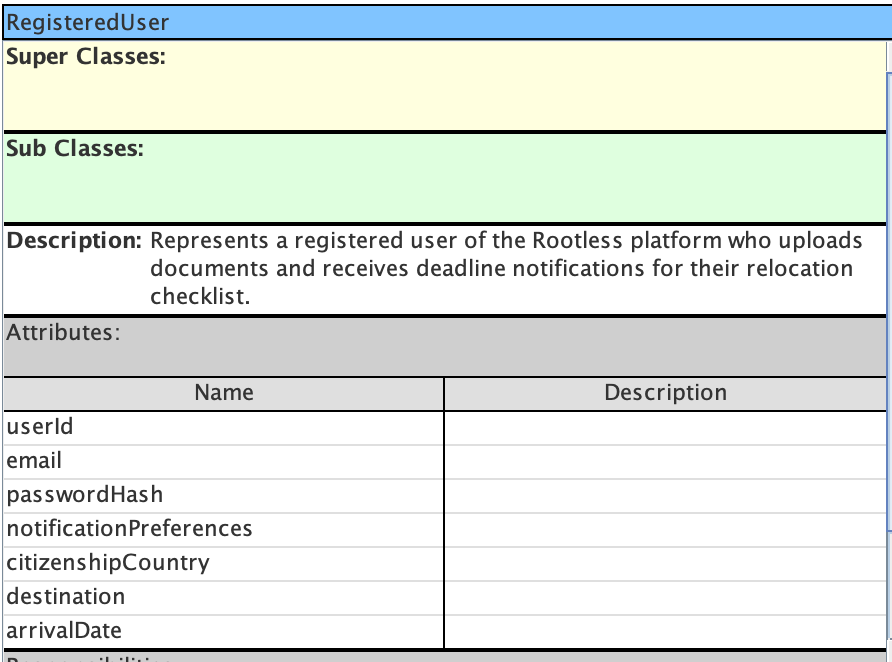 RegisteredUser
Super Classes:
Sub Classes:
Description: Represents a registered user of the Rootless platform who uploads
documents and receives deadline notifications for their relocation
checklist.
Attributes:
Name Description
userId
email
passwordHash
notificationPreferences
citizenshipCountry
destination
arrivalDate